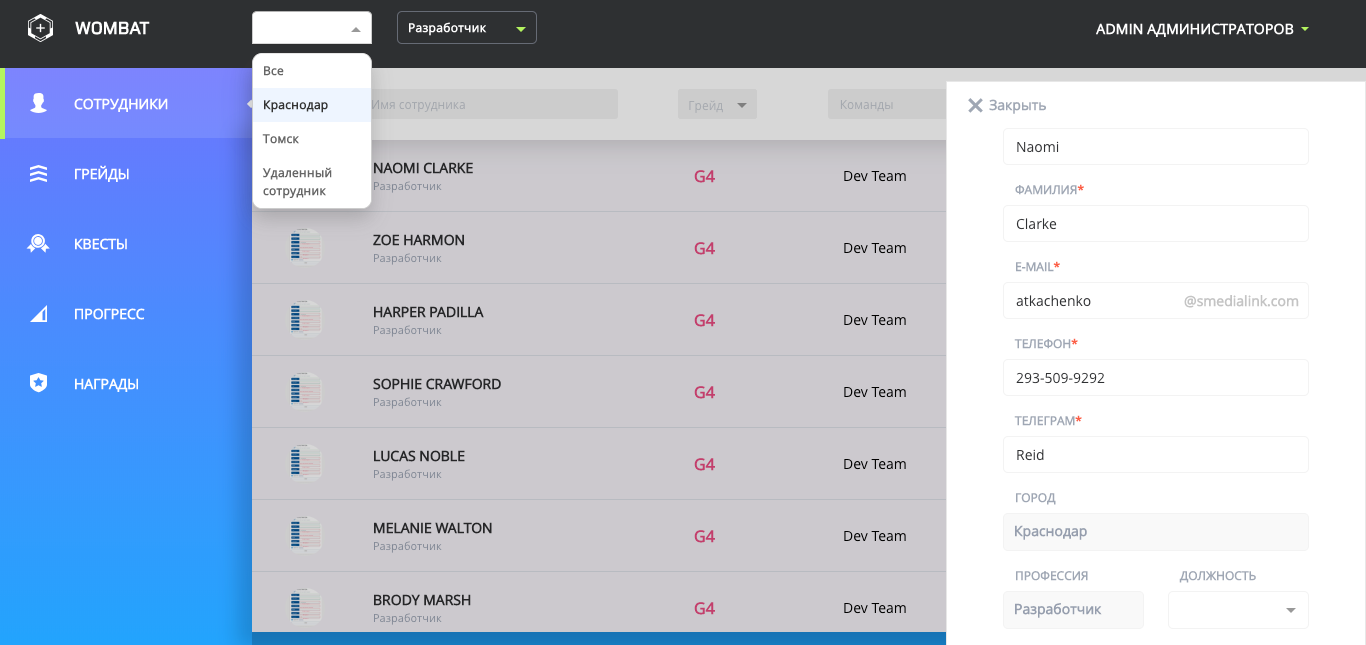 WOMBAT
Разработчик
ADMIN АДМИНИСТРАТОРОВ
СОТРУДНИКИ
ГРЕЙДЫ
КВЕСТЫ
ПРОГРЕСС
НАГРАДЫ
Все
Краснодар
Томск
Удаленный
сотрудник
Имя сотрудника
Грейд
Команды
NAOMI CLARKE
Разработчик
G4
Dev Team
ZOE HARMON
Разработчик
G4
Dev Team
HARPER PADILLA
Разработчик
G4
Dev Team
SOPHIE CRAWFORD
Разработчик
G4
Dev Team
LUCAS NOBLE
Разработчик
G4
Dev Team
MELANIE WALTON
Разработчик
G4
Dev Team
BRODY MARSH
Разработчик
G4
Dev Team
Закрыть
Naomi
ФАМИЛИЯ*
Clarke
E-MAIL*
atkachenko @smedialink.com
ТЕЛЕФОН*
293-509-9292
ТЕЛЕГРАМ*
Reid
ГОРОД
Краснодар
ПРОФЕССИЯ ДОЛЖНОСТЬ
Разработчик